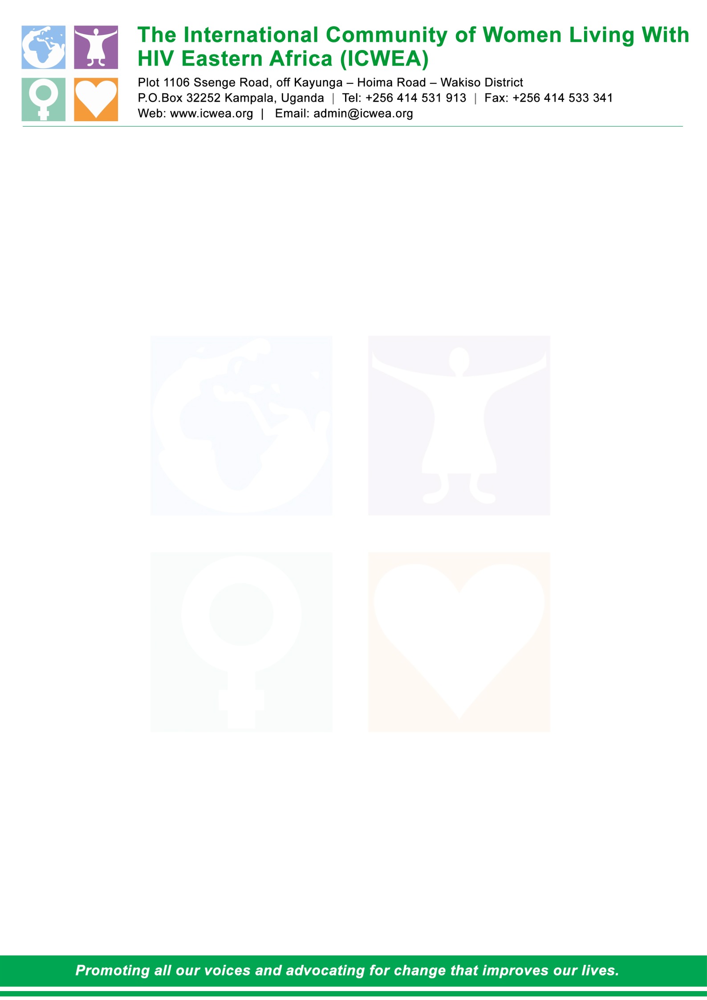 The International Community of Women Living With
HIV Eastern Africa (ICWEA)
Plot 1106 Ssenge Road, off Kayunga – Hoima Road – Wakiso District
P.O.Box 32252 Kampala, Uganda | Tel: +256 414 531 913 | Fax: +256 414 533 341
Web: www.icwea.org | Email: admin@icwea.org
Promoting all our voices and advocating for change that improves our lives.